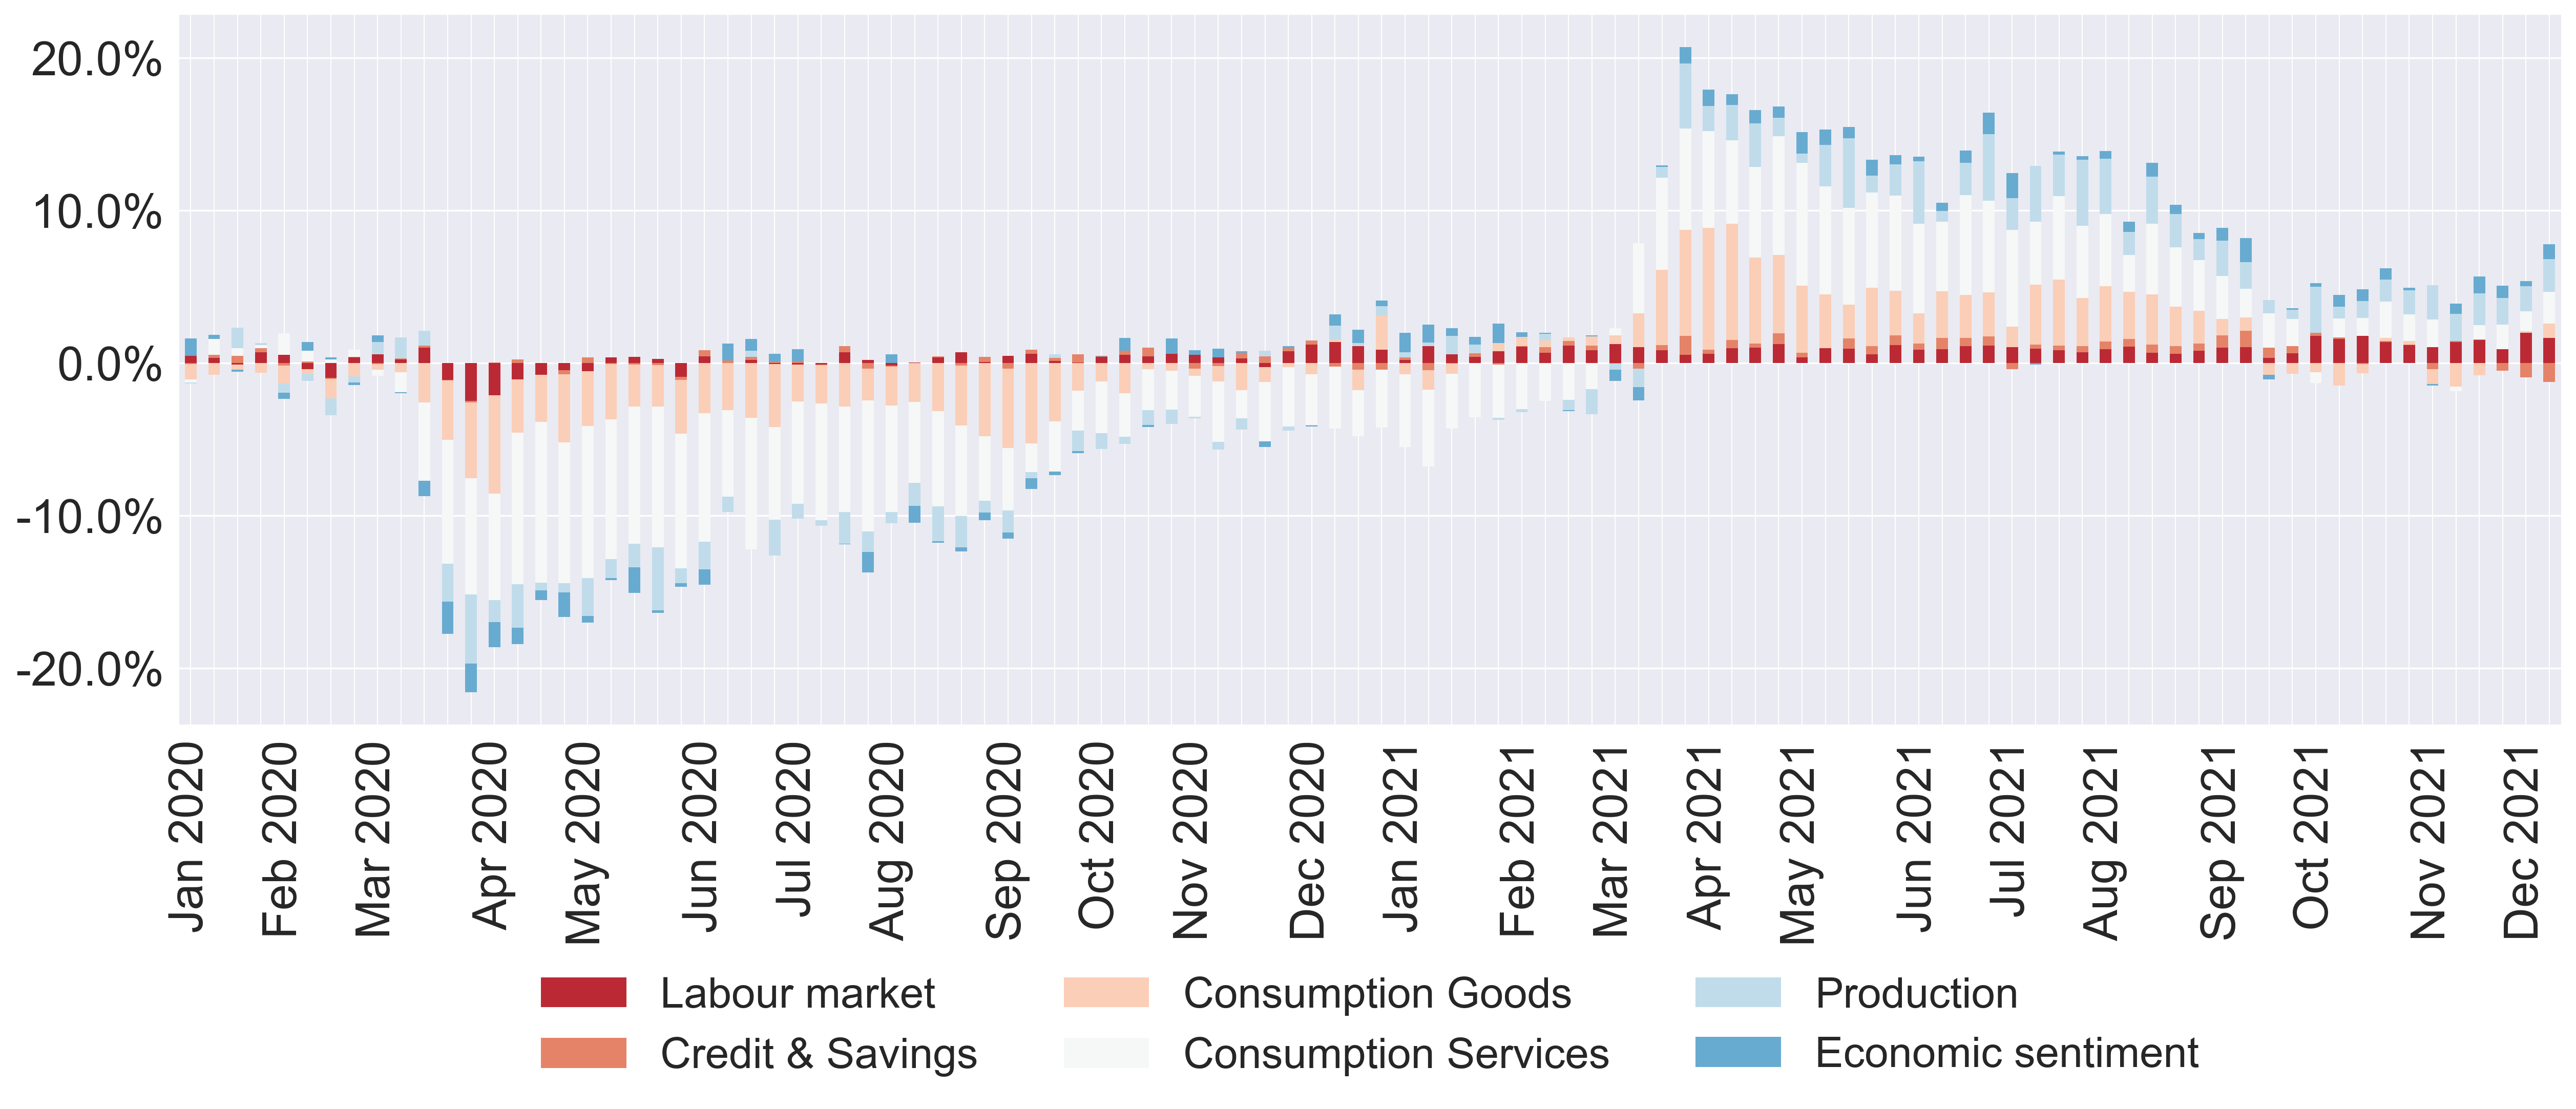 20.0%
10.0%
0.0%
-10.0%
-20.0%
Jan 2020
Feb 2020
Mar 2020
Apr 2020
May 2020
Jun 2020
Jul 2020
Aug 2020
Sep 2020
Oct 2020
Nov 2020
Dec 2020
Jan 2021
Feb 2021
Mar 2021
Apr 2021
May 2021
Jun 2021
Jul 2021
Aug 2021
Sep 2021
Oct 2021
Nov 2021
Dec 2021
Labour market
Consumption Goods
Production
Credit & Savings
Consumption Services
Economic sentiment